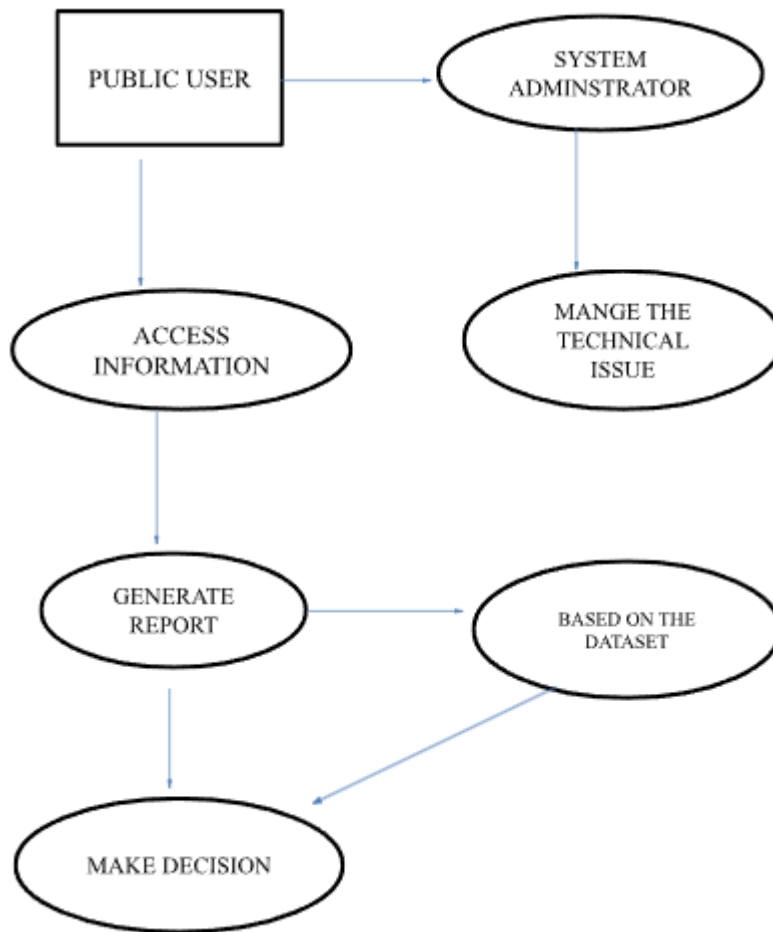 PUBLIC USER
SYSTEM
ADMINSTRATOR
ACCESS
INFORMATION
MANGE THE
TECHNICAL
ISSUE
GENERATE
REPORT
BASED ON THE
DATASET
MAKE DECISION